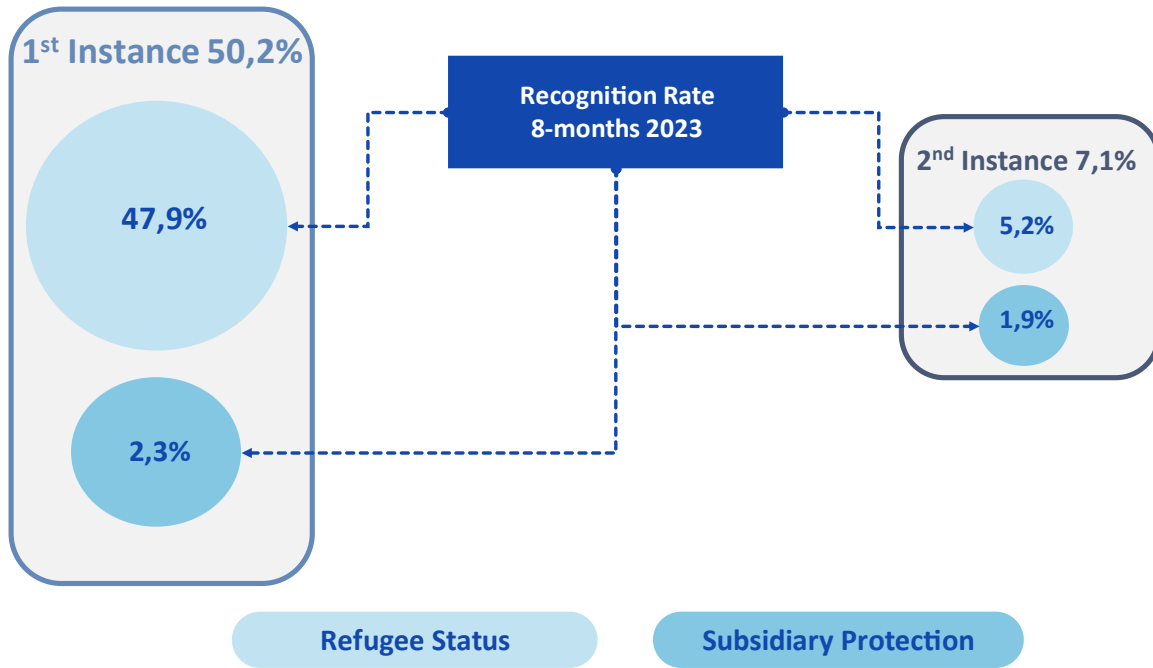 1st Instance 50,2%
47,9%
2,3%
Recognition Rate
8-months 2023
2nd Instance 7,1%
5,2%
1,9%
Refugee Status
Subsidiary Protection